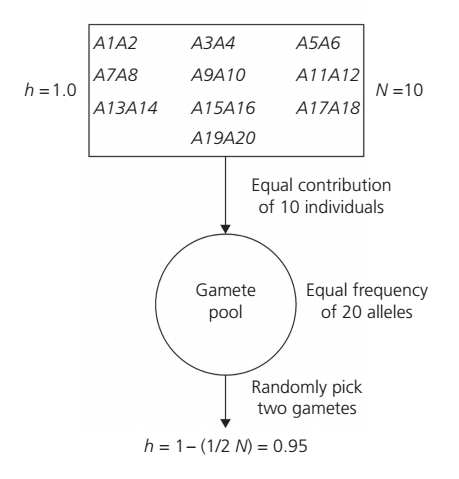 A1A2 A3A4 A5A6
A7A8 A9A10 A11A12
h = 1.0 N =10
A13A14 A15A16 A17A18
A19A20
Equal contribution
of 10 individuals
Gamete
pool
Equal frequency
of 20 alleles
Randomly pick
two gametes
h = 1– (1/2 N) = 0.95